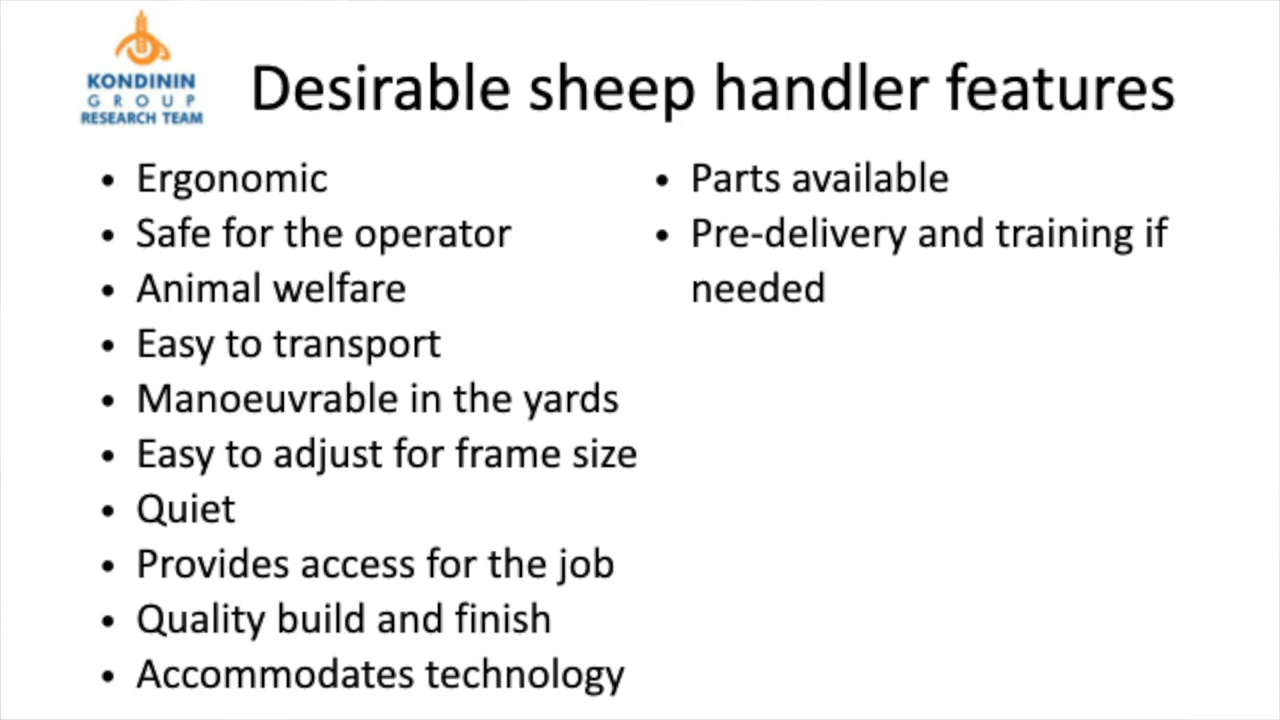 KONDININ
GROUP
RESEARCH TEAM
Desirable sheep handler features
• Ergonomic
• Safe for the operator
• Animal welfare
• Easy to transport
• Manoeuvrable in the yards
• Easy to adjust for frame size
• Quiet
• Provides access for the job
• Quality build and finish
• Accommodates technology
• Parts available
• Pre-delivery and training if
needed